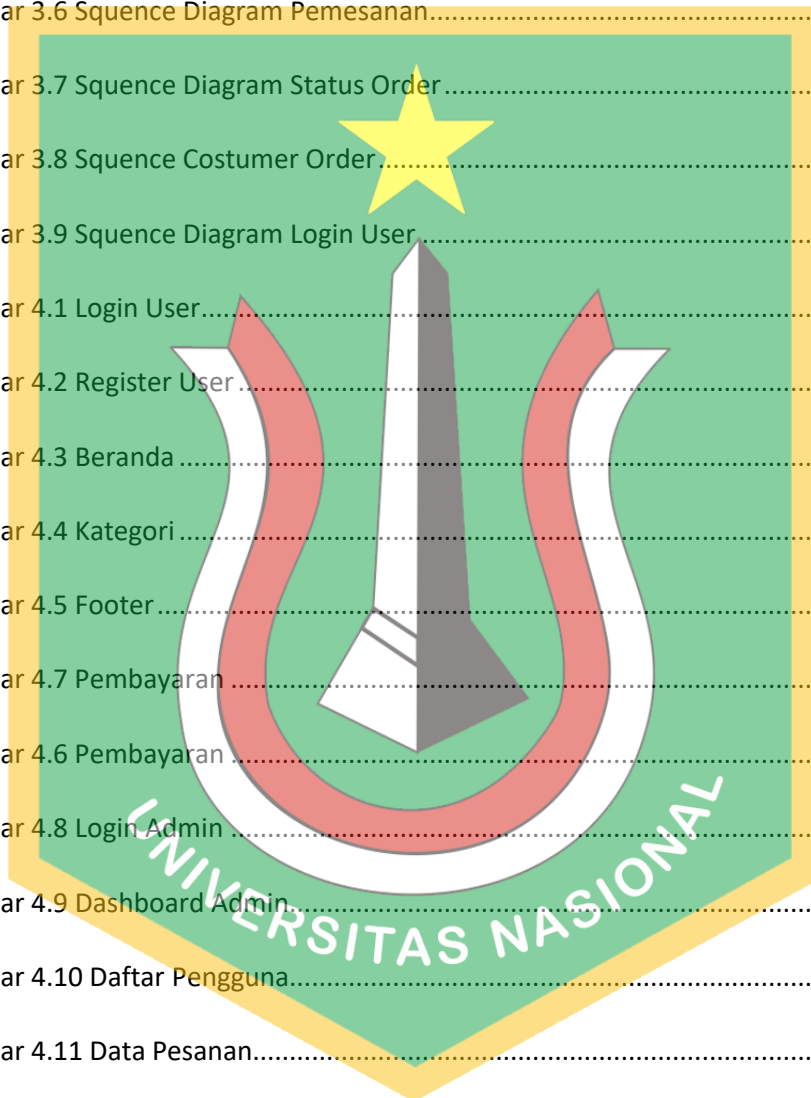 ar 3.6 Squence Diagram Pemesanan....................................................................
ar 3.7 Squence Diagram Status Order..................................................................
ar 3.8 Squence Costumer Order............................................................................
ar 3.9 Squence Diagram Login User......................................................................
ar 4.1 Login User.......................................................................................................
ar 4.2 Register User .................................................................................................
ar 4.3 Beranda ..........................................................................................................
ar 4.4 Kategori ..........................................................................................................
ar 4.5 Footer .............................................................................................................
ar 4.7 Pembayaran ...................................................................................................
ar 4.6 Pembayaran ...................................................................................................
ar 4.8 Login Admin ...................................................................................................
ar 4.9 Dashboard Admin..........................................................................................
ar 4.10 Daftar Pengguna..........................................................................................
ar 4.11 Data Pesanan................................................................................................
UNIVERSITAS NASIONAL